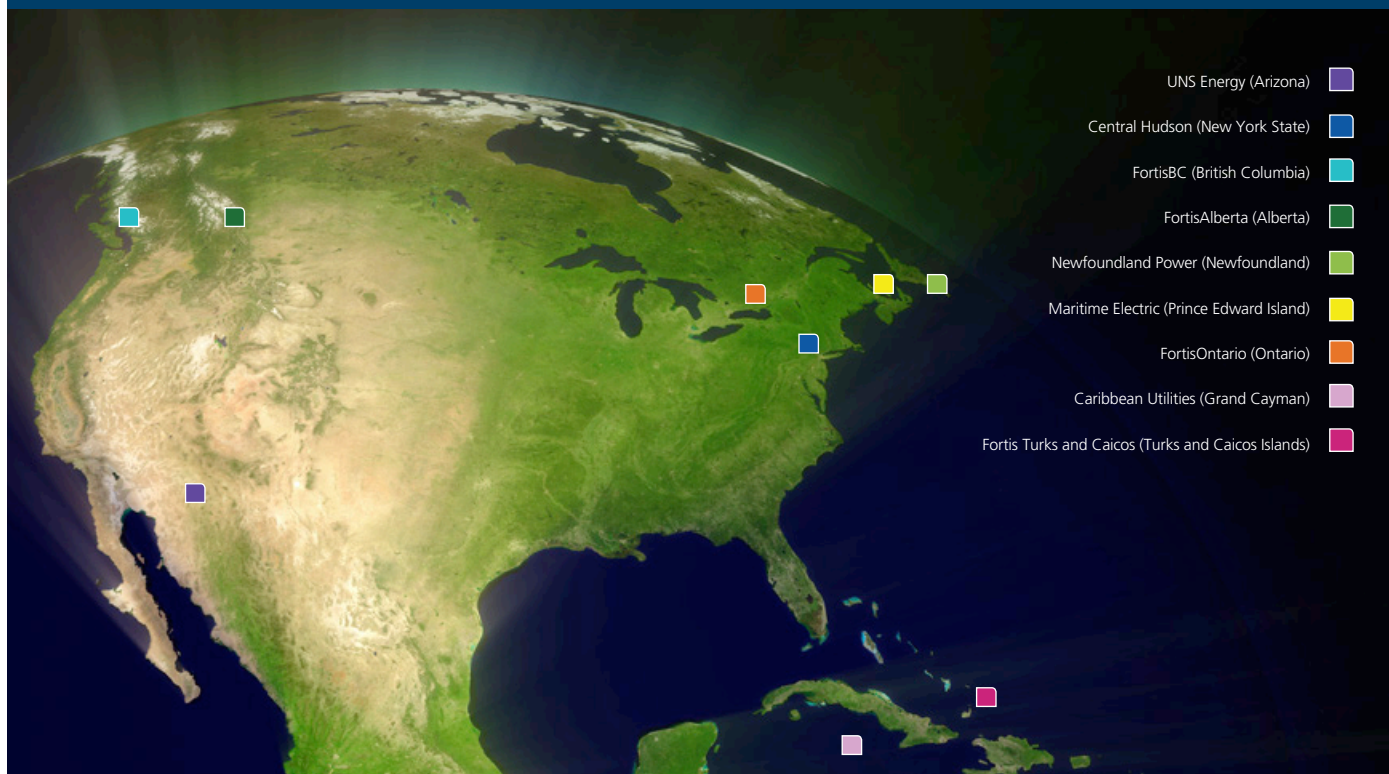 UNS Energy (Arizona)
Central Hudson (New York State)
FortisBC (British Columbia)
FortisAlberta (Alberta)
Newfoundland Power (Newfoundland)
Maritime Electric (Prince Edward Island)
FortisOntario (Ontario)
Caribbean Utilities (Grand Cayman)
Fortis Turks and Caicos (Turks and Caicos Islands)